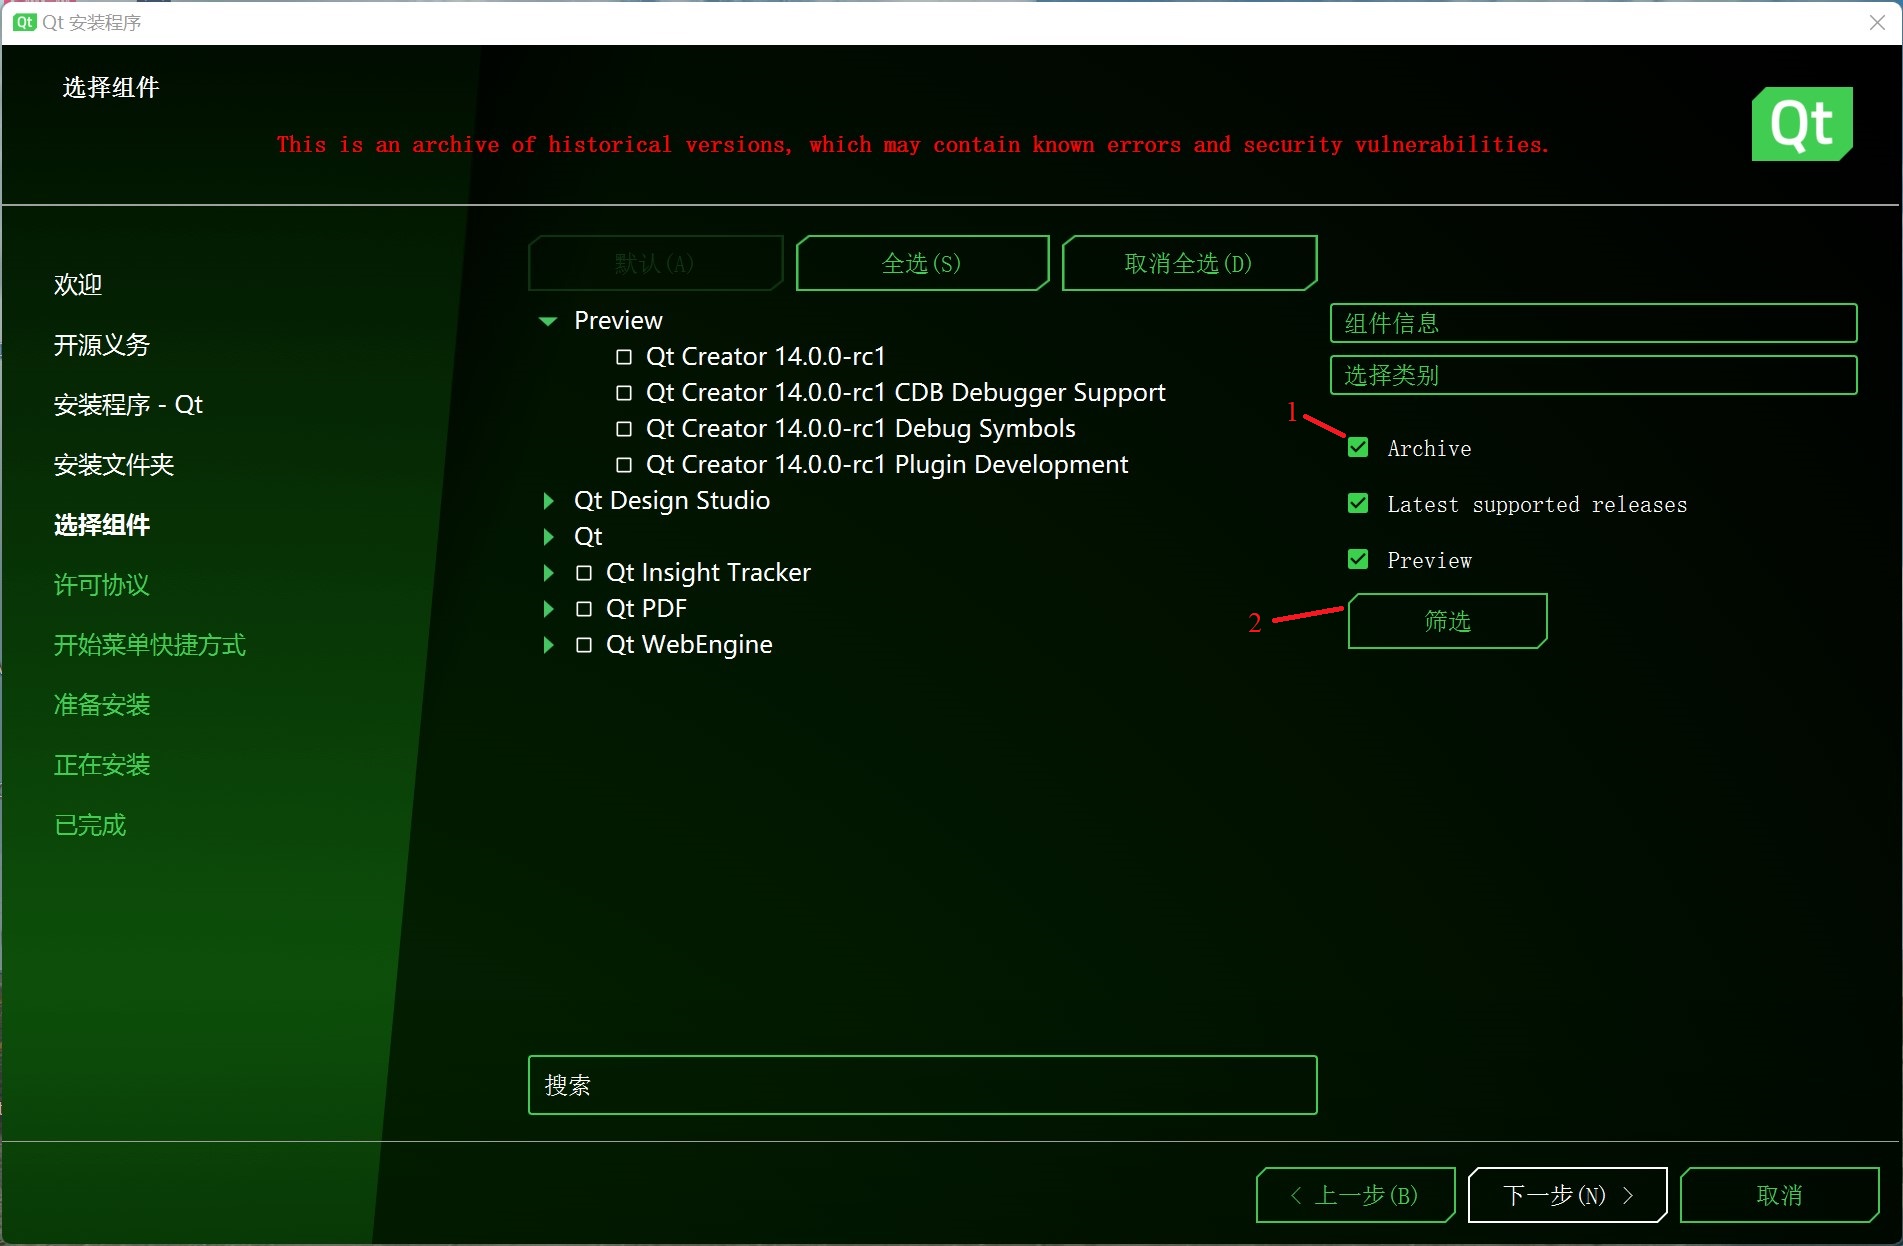 Qt Qt 安装程序
选择组件
This is an archive of historical versions, which may contain known errors and security vulnerabilities.
Qt
欢迎
开源义务
安装程序 - Qt
安装文件夹
选择组件
许可协议
开始菜单快捷方式
准备安装
正在安装
已完成
默认(A)
全选(S)
取消全选(D)
Preview
Qt Creator 14.0.0-rc1
Qt Creator 14.0.0-rc1 CDB Debugger Support
Qt Creator 14.0.0-rc1 Debug Symbols
Qt Creator 14.0.0-rc1 Plugin Development
Qt Design Studio
Qt
Qt Insight Tracker
Qt PDF
Qt WebEngine
组件信息
选择类别
1
Archive
Latest supported releases
Preview
2
筛选
搜索
< 上一步(B)
下一步(N) >
取消